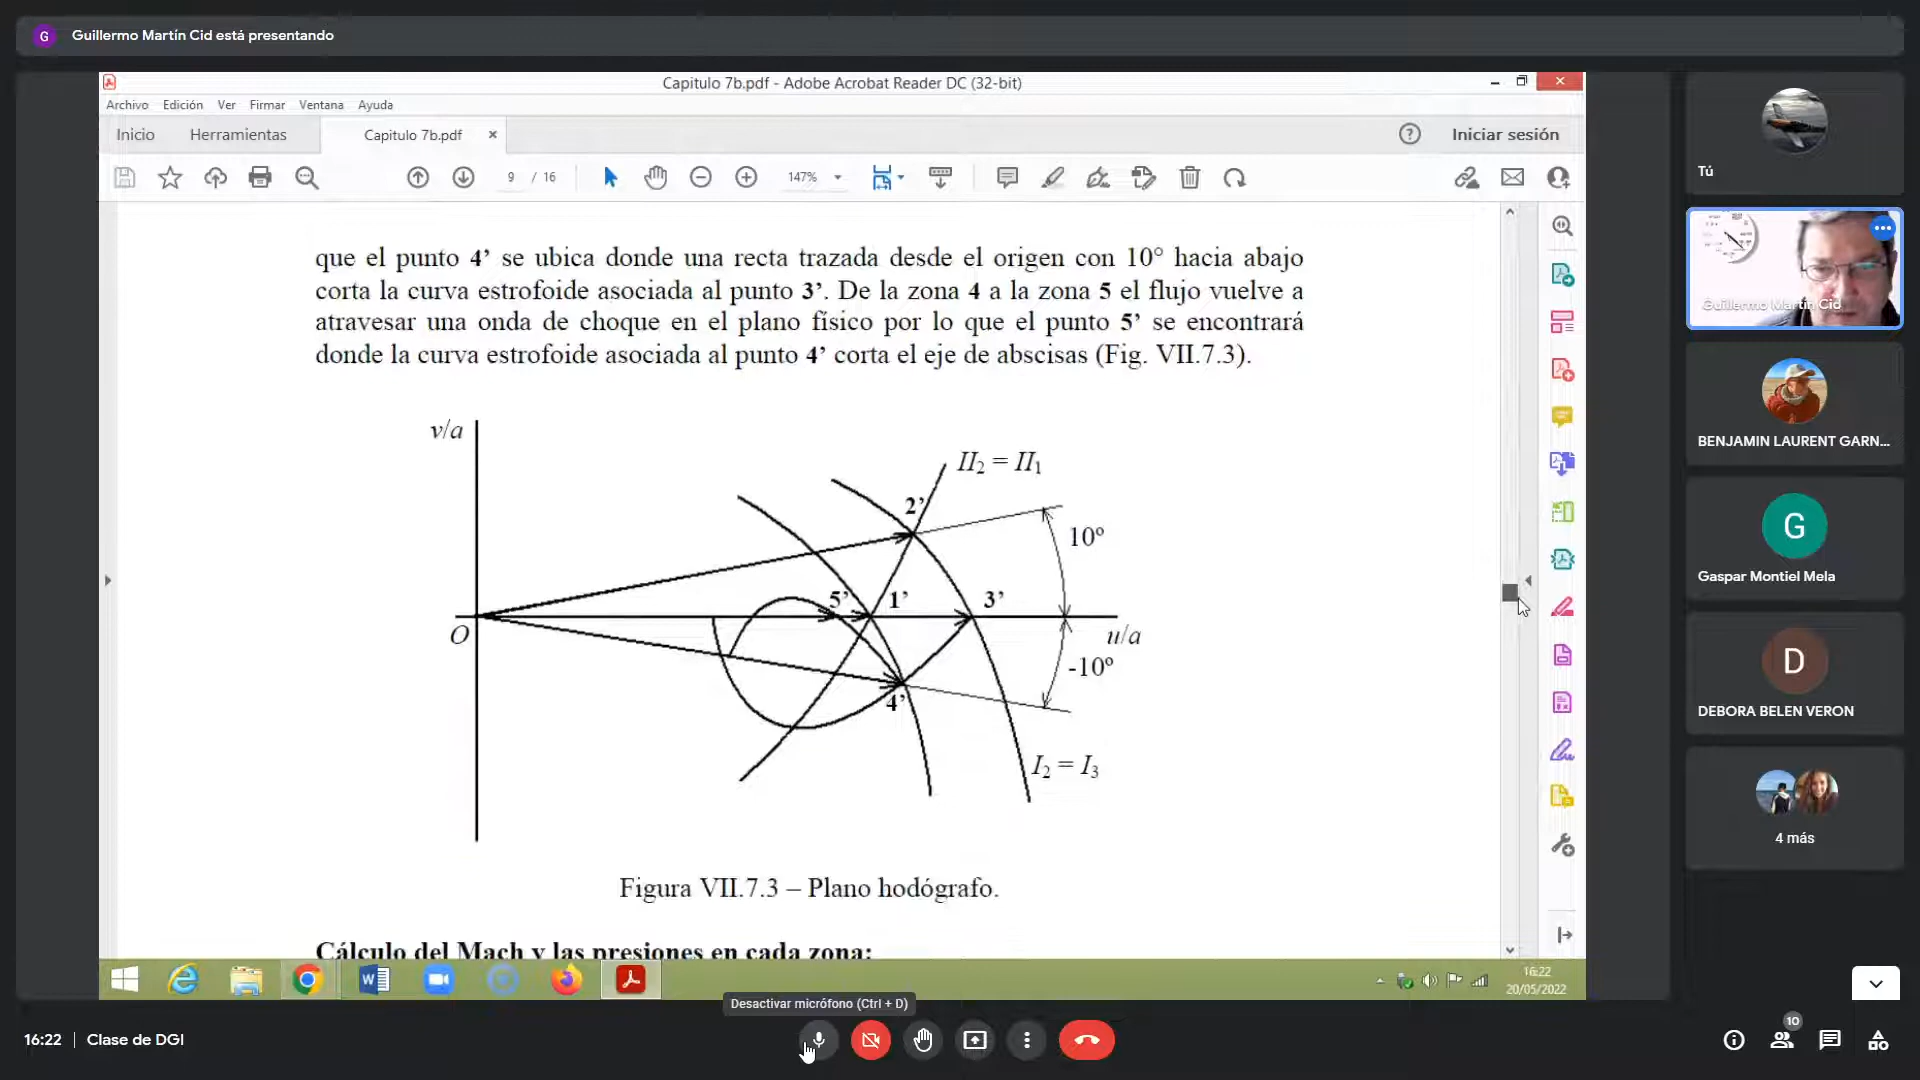 G Guillermo Martín Cid está presentando
Capitulo 7b.pdf - Adobe Acrobat Reader DC (32-bit)
Archivo Edición Ver Firmar Ventana Ayuda
Inicio Herramientas Capitulo 7b.pdf × Iniciar sesión
9 / 16 147%
que el punto 4’ se ubica donde una recta trazada desde el origen con 10° hacia abajo
corta la curva estrofoide asociada al punto 3’. De la zona 4 a la zona 5 el flujo vuelve a
atravesar una onda de choque en el plano físico por lo que el punto 5’ se encontrará
donde la curva estrofoide asociada al punto 4’ corta el eje de abscisas (Fig. VII.7.3).
v/a
II₂ = II₁
2’
10º
5’ 1’ 3’
O
u/a
-10º
4’
I₂ = I₃
Figura VII.7.3 – Plano hodógrafo.
Cálculo del Mach y las presiones en cada zona:
16:22
20/05/2022
Desactivar micrófono (Ctrl + D)
16:22 | Clase de DGI
10
Tú
Guillermo Martín Cid
BENJAMIN LAURENT GARN...
G
Gaspar Montiel Mela
D
DEBORA BELEN VERON
4 más